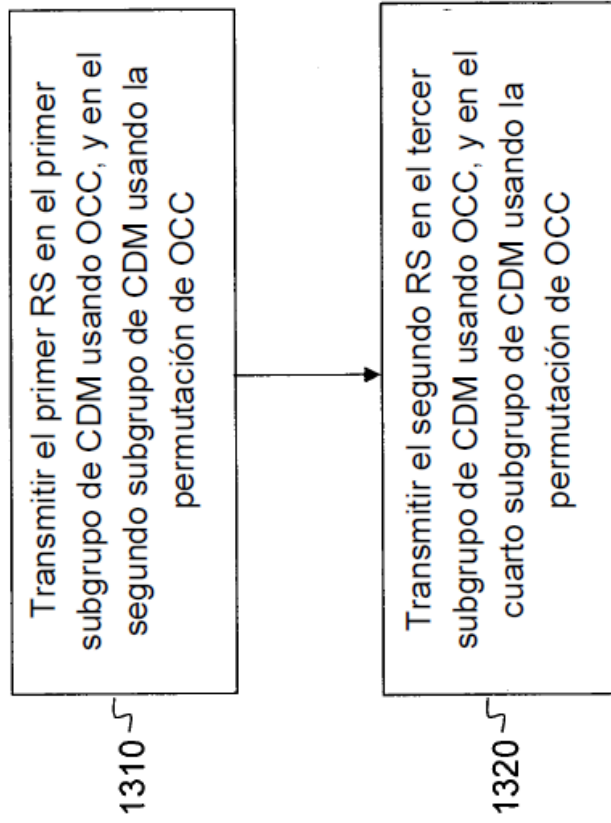 1310
Transmitir el primer RS en el primer
subgrupo de CDM usando OCC, y en el
segundo subgrupo de CDM usando la
permutación de OCC
1320
Transmitir el segundo RS en el tercer
subgrupo de CDM usando OCC, y en el
cuarto subgrupo de CDM usando la
permutación de OCC